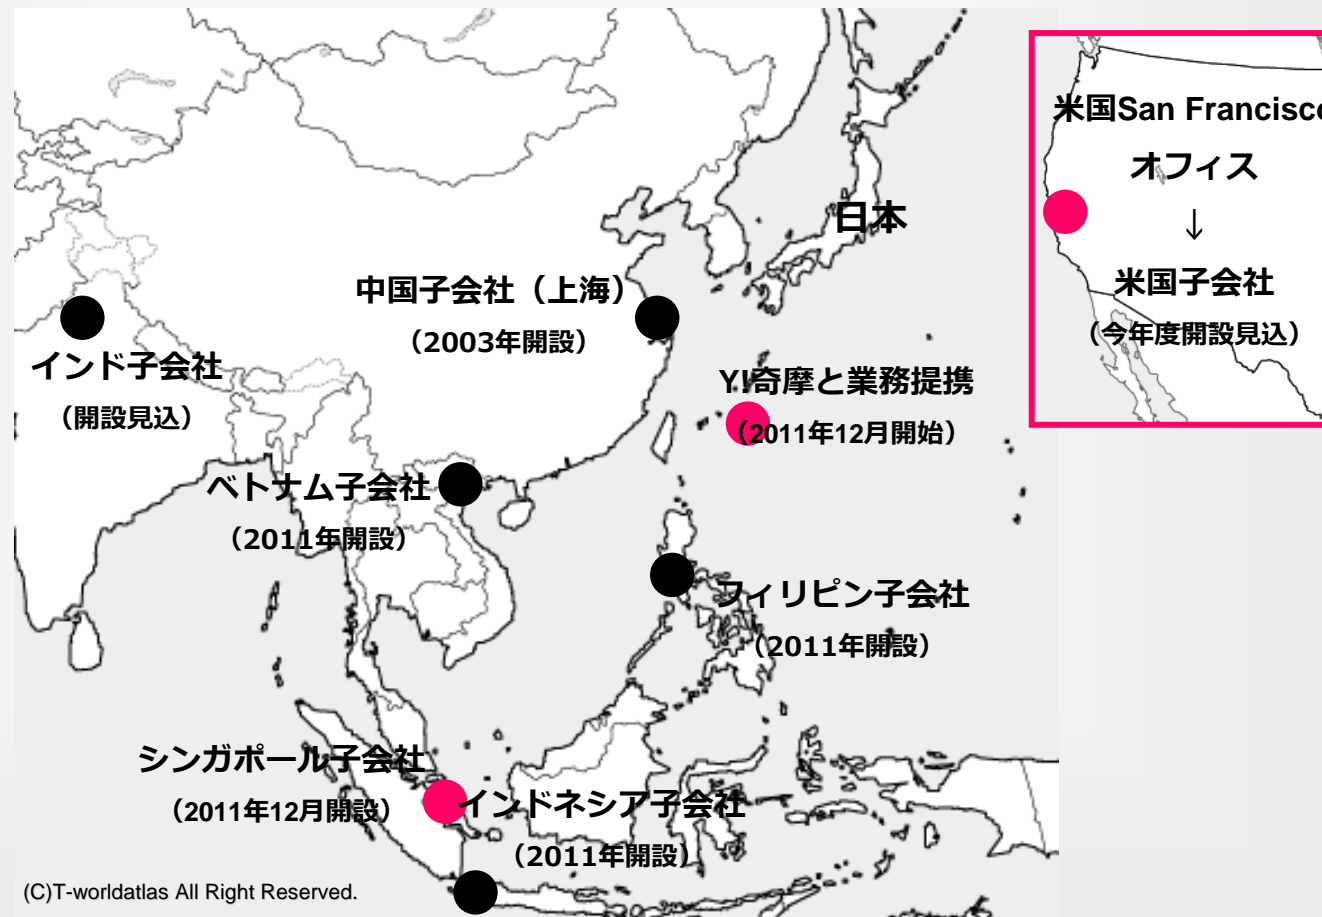 米国San Francisco
オフィス
↓
米国子会社
（今年度開設見込）
日本
中国子会社（上海）
（2003年開設）
インド子会社
（開設見込）
Y!奇摩と業務提携
（2011年12月開始）
ベトナム子会社
（2011年開設）
フィリピン子会社
（2011年開設）
シンガポール子会社
（2011年12月開設）
インドネシア子会社
（2011年開設）
(C)T-worldatlas All Right Reserved.